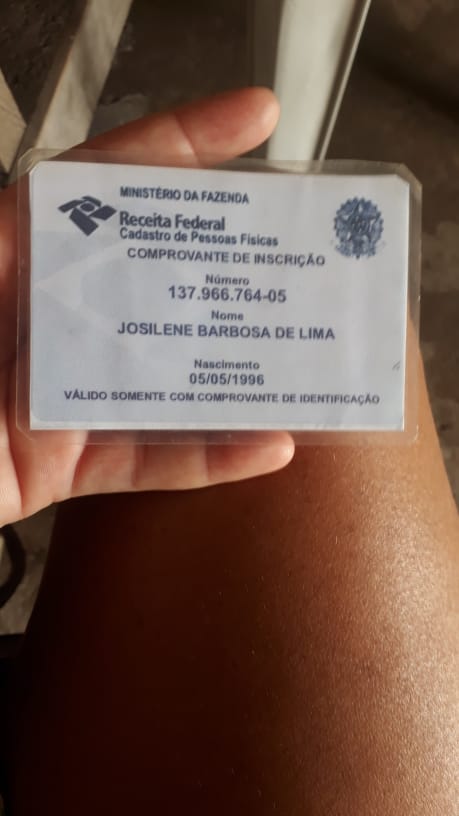 MINISTÉRIO DA FAZENDA
Receita Federal
Cadastro de Pessoas Físicas
COMPROVANTE DE INSCRIÇÃO
Número
137.966.764-05
Nome
JOSILENE BARBOSA DE LIMA
Nascimento
05/05/1996
VÁLIDO SOMENTE COM COMPROVANTE DE IDENTIFICAÇÃO